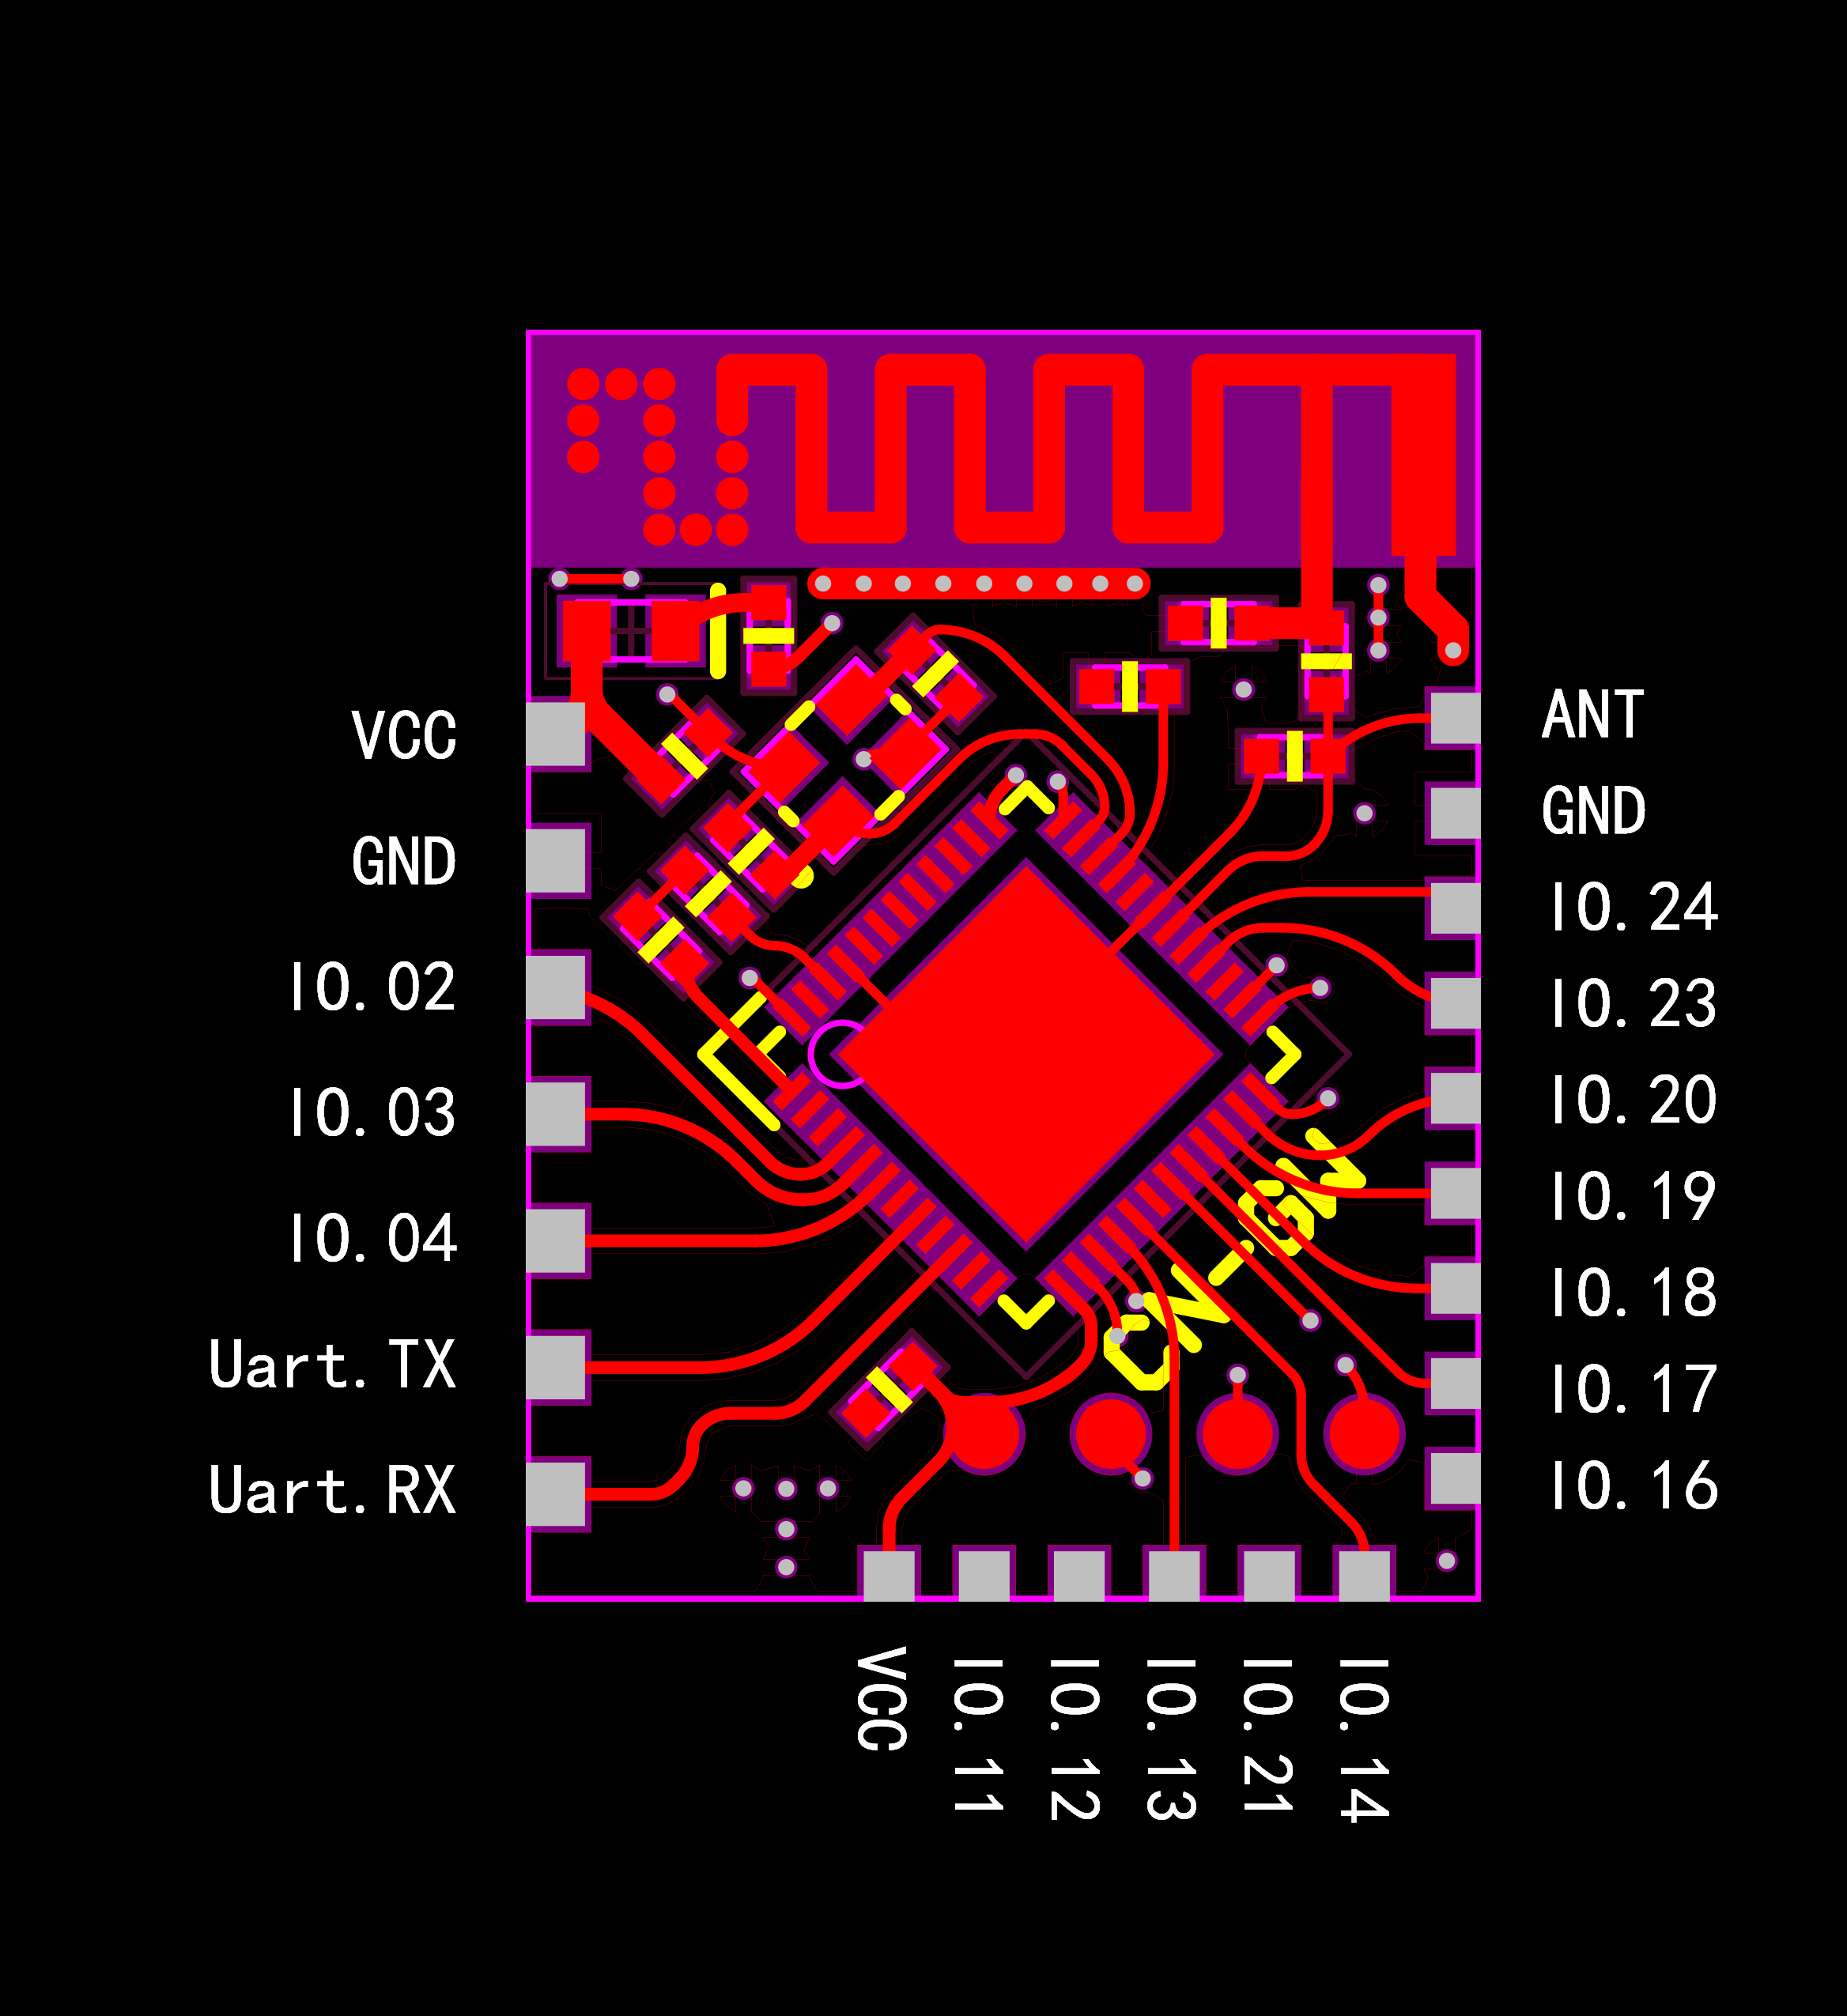 VCC
GND
IO.02
IO.03
IO.04
Uart.TX
Uart.RX
ANT
GND
IO.24
IO.23
IO.20
IO.19
IO.18
IO.17
IO.16
VCC
IO.11
IO.12
IO.13
IO.21
IO.14